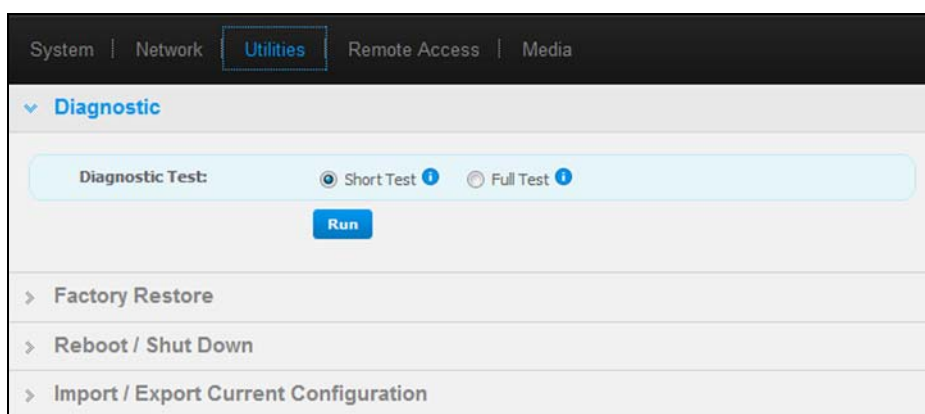 System | Network | Utilities | Remote Access | Media
Diagnostic
Diagnostic Test: Short Test i Full Test i
Run
Factory Restore
Reboot / Shut Down
Import / Export Current Configuration